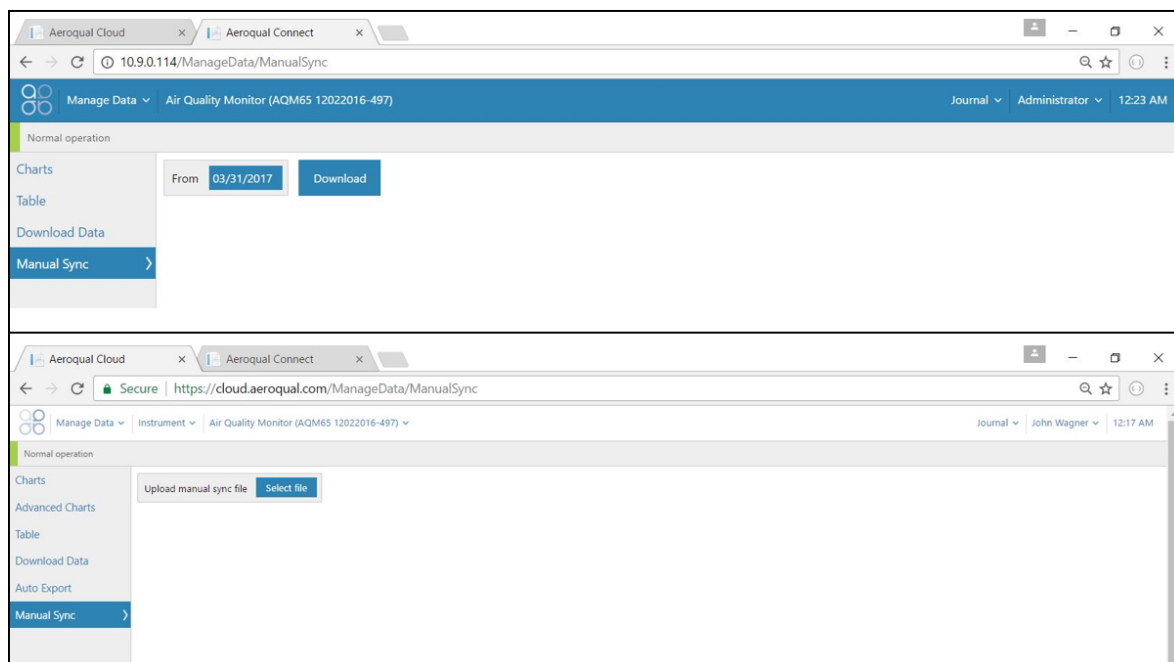 Aeroqual Cloud Aeroqual Connect
10.9.0.114/ManageData/ManualSync
Manage Data Air Quality Monitor (AQM65 12022016-497) Journal Administrator 12:23 AM
Normal operation
Charts
From 03/31/2017 Download
Table
Download Data
Manual Sync
Aeroqual Cloud Aeroqual Connect
Secure | https://cloud.aeroqual.com/ManageData/ManualSync
Manage Data Instrument Air Quality Monitor (AQM65 12022016-497) Journal John Wagner 12:17 AM
Normal operation
Charts
Upload manual sync file Select file
Advanced Charts
Table
Download Data
Auto Export
Manual Sync